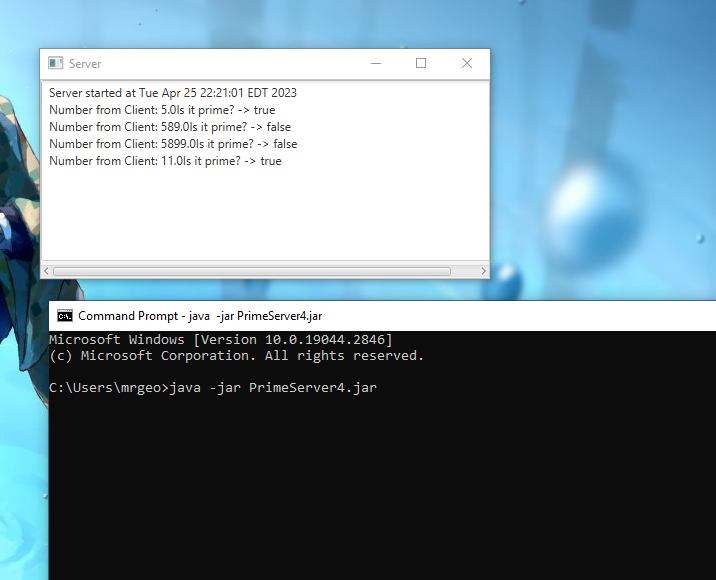 Server
Server started at Tue Apr 25 22:21:01 EDT 2023
Number from Client: 5.0Is it prime? -> true
Number from Client: 589.0Is it prime? -> false
Number from Client: 5899.0Is it prime? -> false
Number from Client: 11.0Is it prime? -> true
Command Prompt - java -jar PrimeServer4.jar
Microsoft Windows [Version 10.0.19044.2846]
(c) Microsoft Corporation. All rights reserved.
C:\Users\mrgeo>java -jar PrimeServer4.jar